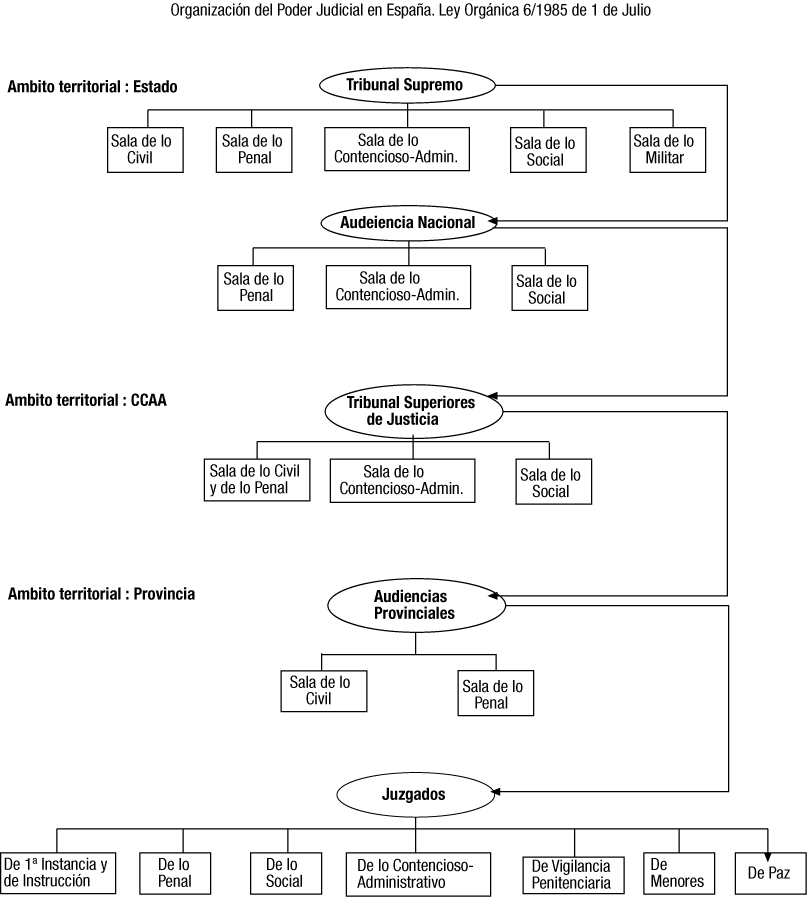 Organización del Poder Judicial en España. Ley Orgánica 6/1985 de 1 de Julio
Ambito territorial : Estado
Tribunal Supremo
Sala de lo
Civil
Sala de lo
Penal
Sala de lo
Contencioso-Admin.
Sala de lo
Social
Sala de lo
Militar
Audeiencia Nacional
Sala de lo
Penal
Sala de lo
Contencioso-Admin.
Sala de lo
Social
Ambito territorial : CCAA
Tribunal Superiores
de Justicia
Sala de lo Civil
y de lo Penal
Sala de lo
Contencioso-Admin.
Sala de lo
Social
Ambito territorial : Provincia
Audiencias
Provinciales
Sala de lo
Civil
Sala de lo
Penal
Juzgados
De 1ª Instancia y
de Instrucción
De lo
Penal
De lo
Social
De lo Contencioso-
Administrativo
De Vigilancia
Penitenciaria
De
Menores
De Paz